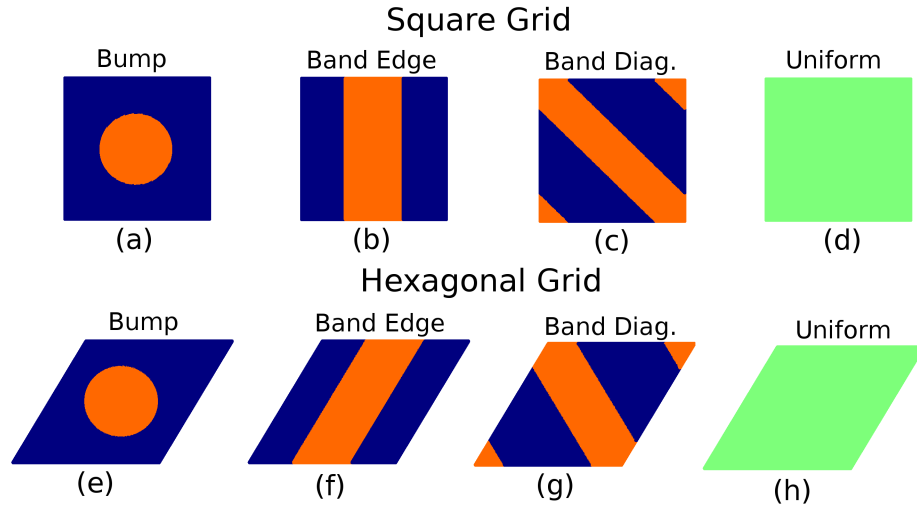 Square Grid
Bump Band Edge Band Diag. Uniform
(a) (b) (c) (d)
Hexagonal Grid
Bump Band Edge Band Diag. Uniform
(e) (f) (g) (h)